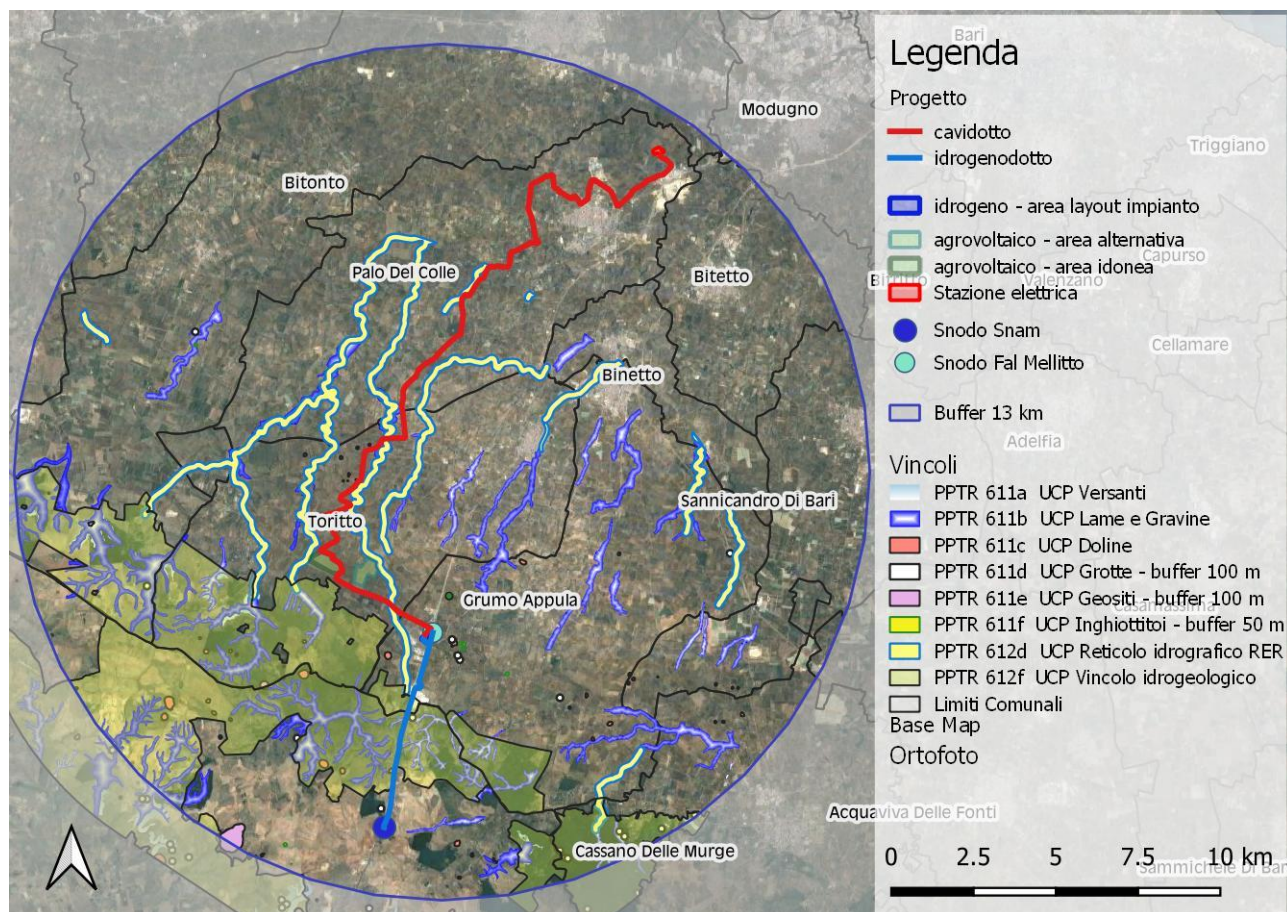 Legenda
Progetto
cavidotto
idrogenodotto
idrogeno - area layout impianto
agrovoltaico - area alternativa
agrovoltaico - area idonea
Stazione elettrica
Snodo Snam
Snodo Fal Mellitto
Buffer 13 km
Vincoli
PPTR 611a UCP Versanti
PPTR 611b UCP Lame e Gravine
PPTR 611c UCP Doline
PPTR 611d UCP Grotte - buffer 100 m
PPTR 611e UCP Geositi - buffer 100 m
PPTR 611f UCP Inghiottitoi - buffer 50 m
PPTR 612d UCP Reticolo idrografico RER
PPTR 612f UCP Vincolo idrogeologico
Limiti Comunali
Base Map
Ortofoto
0 2.5 5 7.5 10 km
Bari
Modugno
Triggiano
Bitonto
Palo Del Colle
Bitetto
Bitritto
Valenzano
Capurso
Cellamare
Binetto
Adelfia
Sannicandro Di Bari
Toritto
Grumo Appula
Casamassima
Acquaviva Delle Fonti
Cassano Delle Murge
Sammichele Di Bar